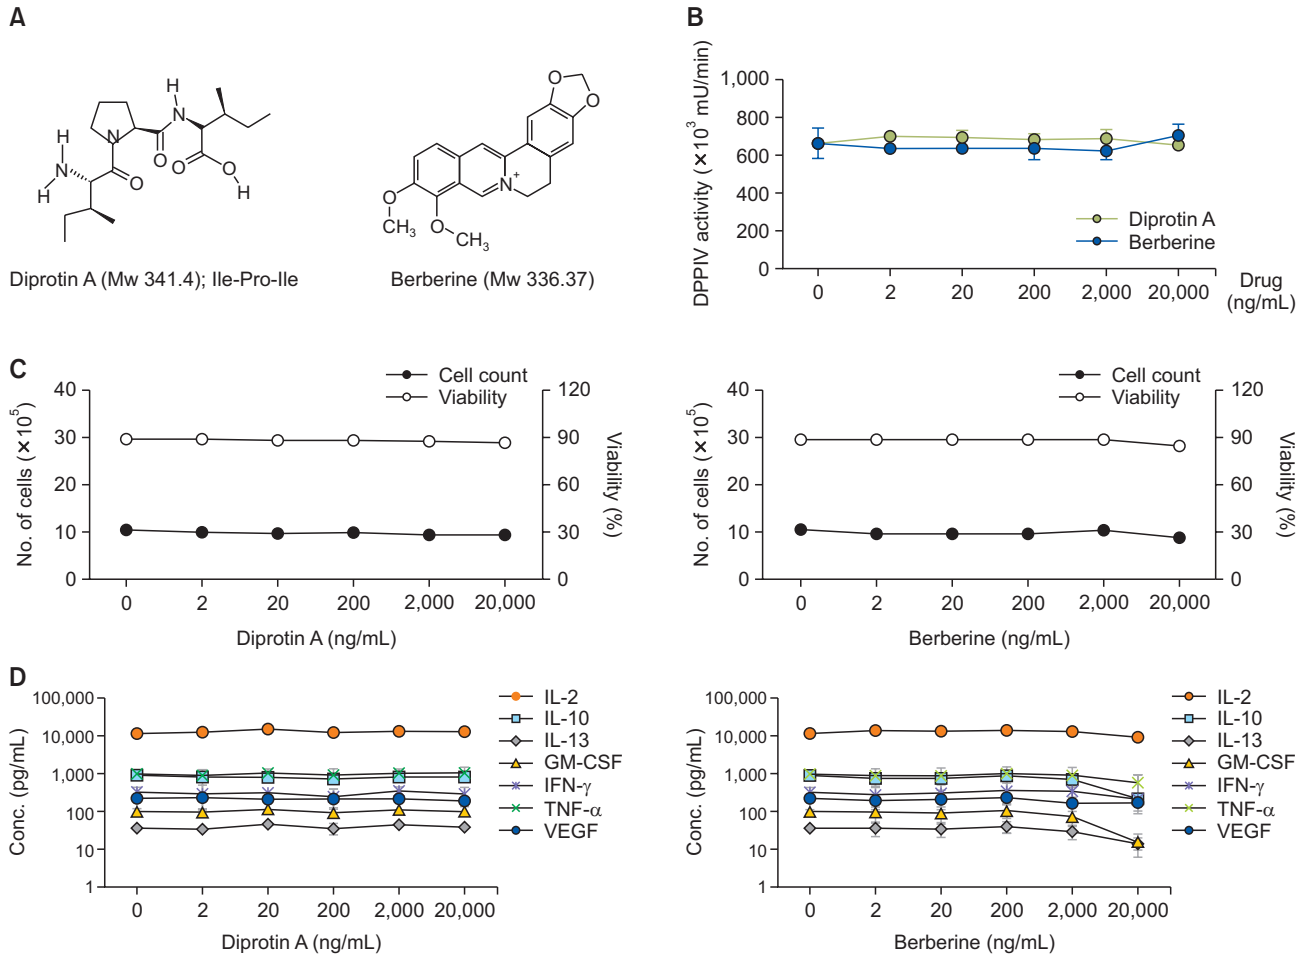 A
H
N
H
N
O
N
H
O
O
O
H
Diprotin A (Mw 341.4); Ile-Pro-Ile
O
O
N
+
O
CH3
O
CH3
Berberine (Mw 336.37)
B
DPPIV activity (×10³ mU/min)
1,000
800
600
400
200
0
Diprotin A
Berberine
0 2 20 200 2,000 20,000
Drug
(ng/mL)
C
No. of cells (×10⁵)
40
30
20
10
0
Cell count
Viability
120
90
60
30
0
Viability (%)
0 2 20 200 2,000 20,000
Diprotin A (ng/mL)
No. of cells (×10⁵)
40
30
20
10
0
Cell count
Viability
120
90
60
30
0
Viability (%)
0 2 20 200 2,000 20,000
Berberine (ng/mL)
D
Conc. (pg/mL)
100,000
10,000
1,000
100
10
1
IL-2
IL-10
IL-13
GM-CSF
IFN-γ
TNF-α
VEGF
0 2 20 200 2,000 20,000
Diprotin A (ng/mL)
Conc. (pg/mL)
100,000
10,000
1,000
100
10
1
IL-2
IL-10
IL-13
GM-CSF
IFN-γ
TNF-α
VEGF
0 2 20 200 2,000 20,000
Berberine (ng/mL)